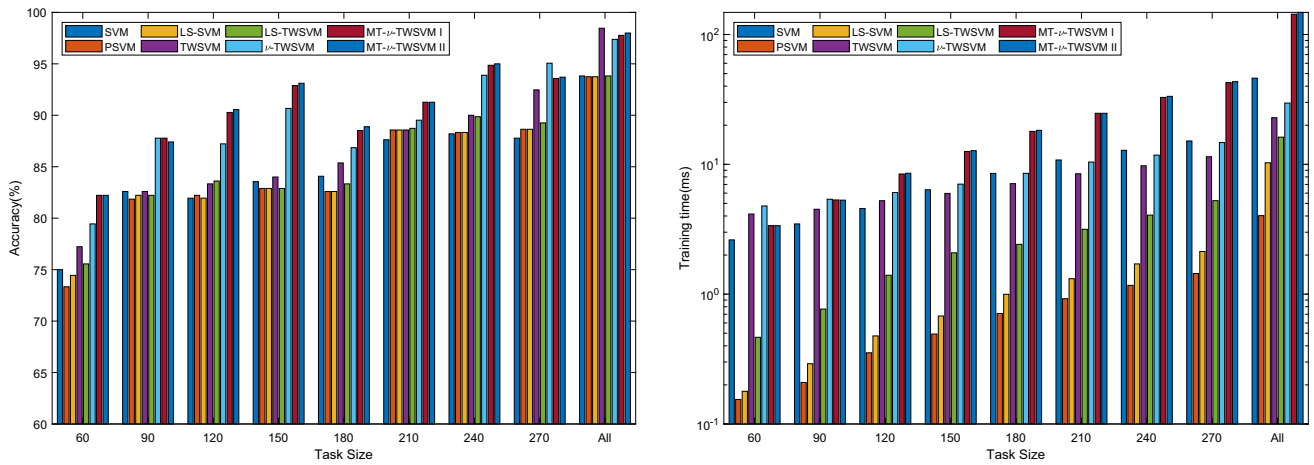 SVM LS-SVM LS-TWSVM MT-ν-TWSVM I
PSVM TWSVM ν-TWSVM MT-ν-TWSVM II
100
95
90
85
80
75
70
65
60
Accuracy(%)
60 90 120 150 180 210 240 270 All
Task Size
SVM LS-SVM LS-TWSVM MT-ν-TWSVM I
PSVM TWSVM ν-TWSVM MT-ν-TWSVM II
10²
10¹
10⁰
10⁻¹
Training time(ms)
60 90 120 150 180 210 240 270 All
Task Size